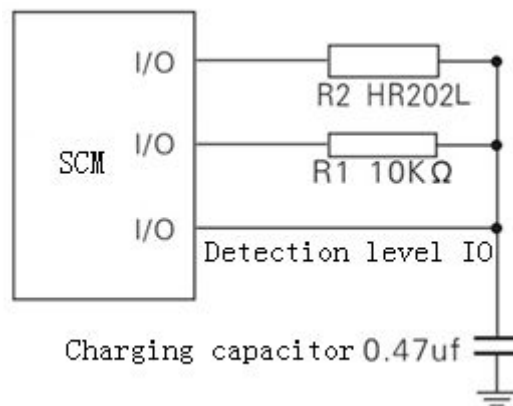 I/O
R2 HR202L
I/O
SCM
R1 10KΩ
I/O
Detection level IO
Charging capacitor 0.47uf